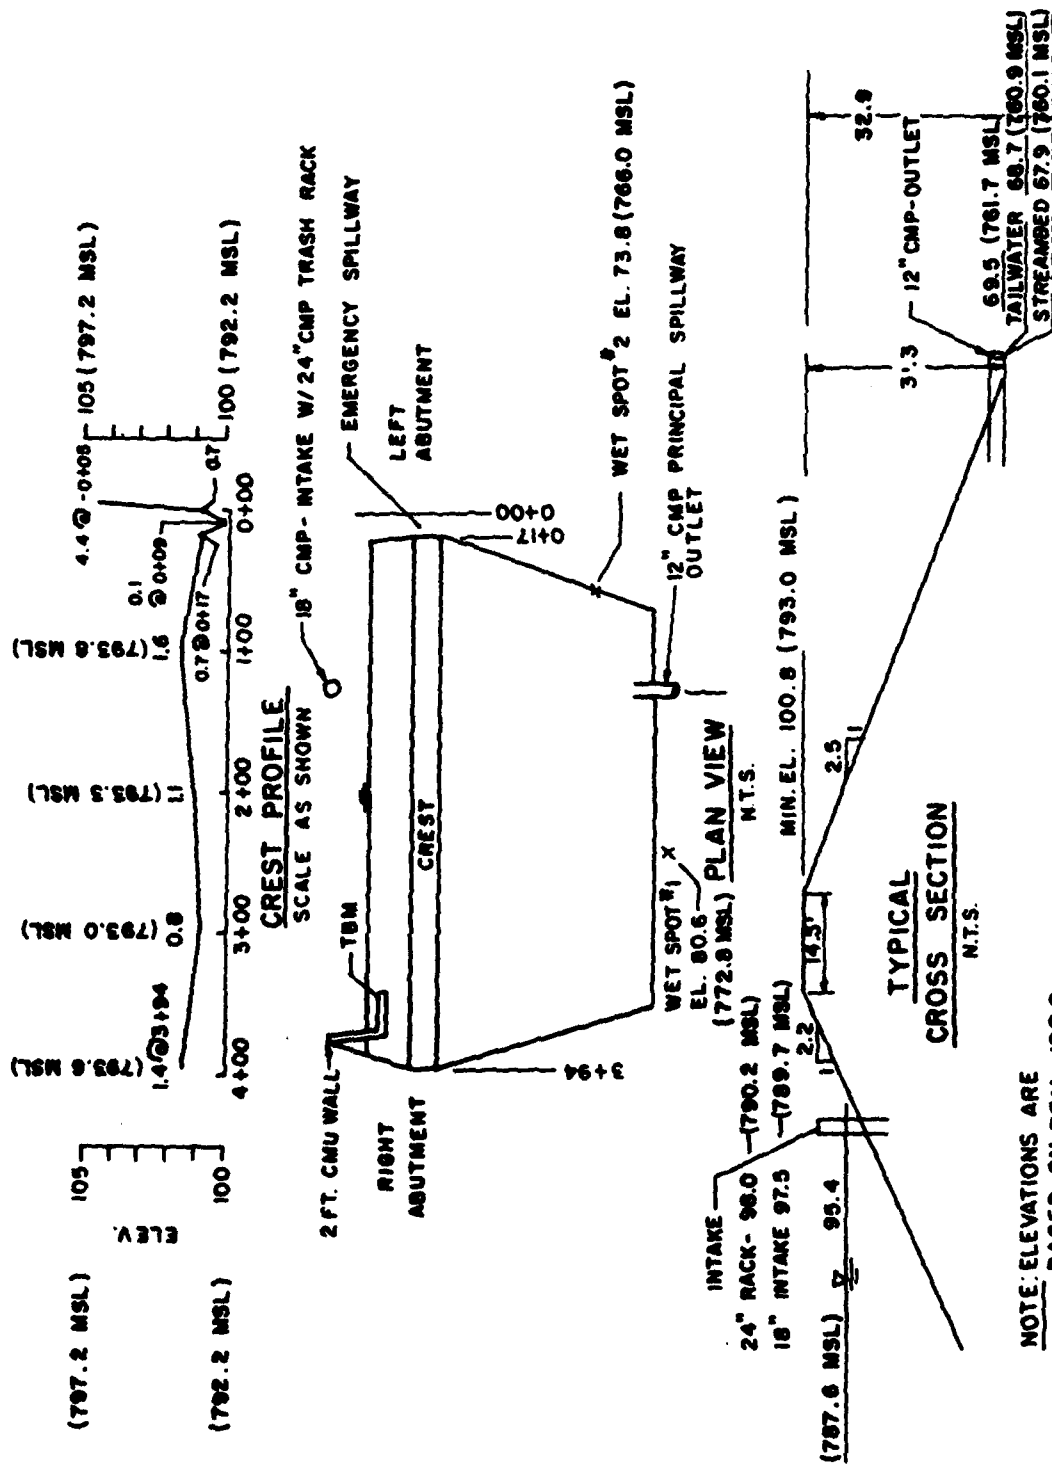 (797.2 MSL)
(792.2 MSL)
ELEV.
105
100
(793.6 MSL)
1.4@3+94
(793.0 MSL)
0.8
(793.3 MSL)
1.1
(793.8 MSL)
1.6
0.7@0+17
0.1
@0+09
4.4@-0+05
0.7
105 (797.2 MSL)
100 (792.2 MSL)
4+00
3+00
2+00
1+00
0+00
CREST PROFILE
SCALE AS SHOWN
2 FT. CMU WALL
TBM
18" CMP- INTAKE W/24"CMP TRASH RACK
EMERGENCY SPILLWAY
RIGHT
ABUTMENT
CREST
LEFT
ABUTMENT
3+94
0+17
0+00
WET SPOT #1 X
EL. 80.6
(772.8 MSL)
WET SPOT #2 EL. 73.8 (766.0 MSL)
12" CMP PRINCIPAL SPILLWAY
OUTLET
PLAN VIEW
N.T.S.
INTAKE
24" RACK- 98.0 (790.2 MSL)
18" INTAKE 97.5 (789.7 MSL)
(787.6 MSL)
95.4
2.2
1
14.3'
MIN. EL. 100.8 (793.0 MSL)
2.5
1
31.3
32.9
12"CMP-OUTLET
69.5 (761.7 MSL
TAILWATER 68.7 (760.9 MSL)
STREAMBED 67.9 (760.1 MSL)
TYPICAL
CROSS SECTION
N.T.S.
NOTE: ELEVATIONS ARE